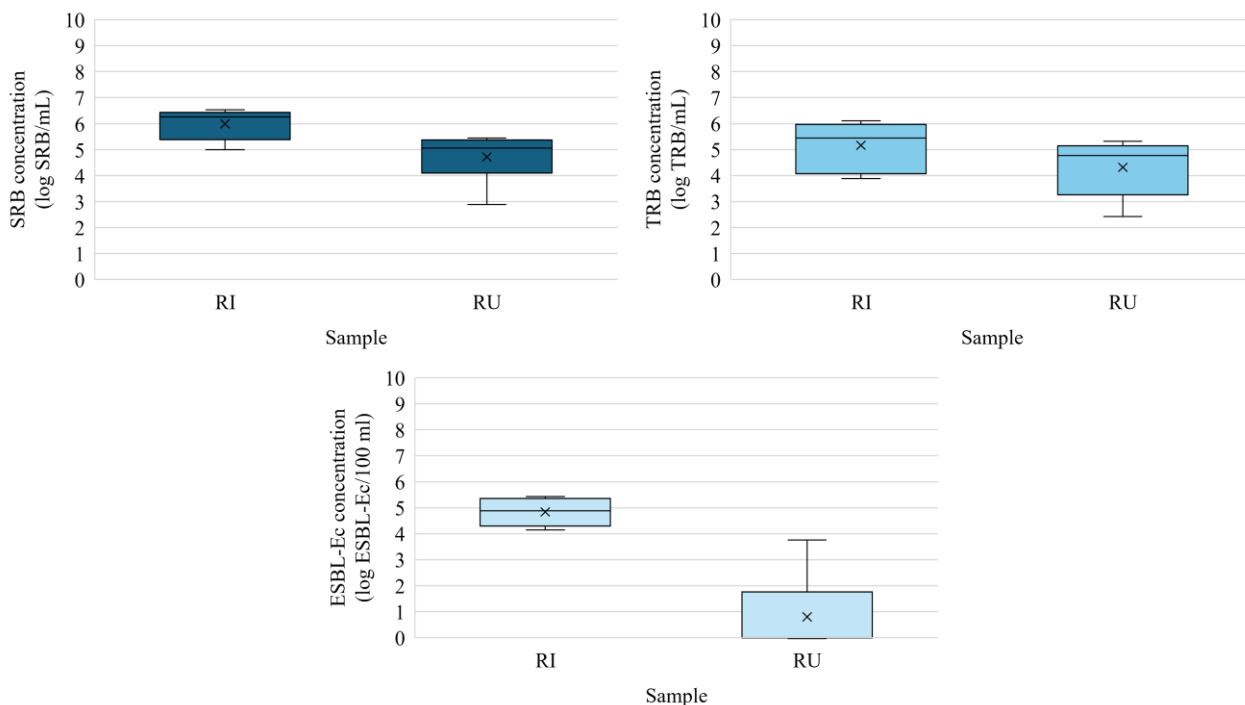 SRB concentration
(log SRB/mL)
10
9
8
7
6
5
4
3
2
1
0
RI RU
Sample
TRB concentration
(log TRB/mL)
10
9
8
7
6
5
4
3
2
1
0
RI RU
Sample
ESBL-Ec concentration
(log ESBL-Ec/100 ml)
10
9
8
7
6
5
4
3
2
1
0
RI RU
Sample